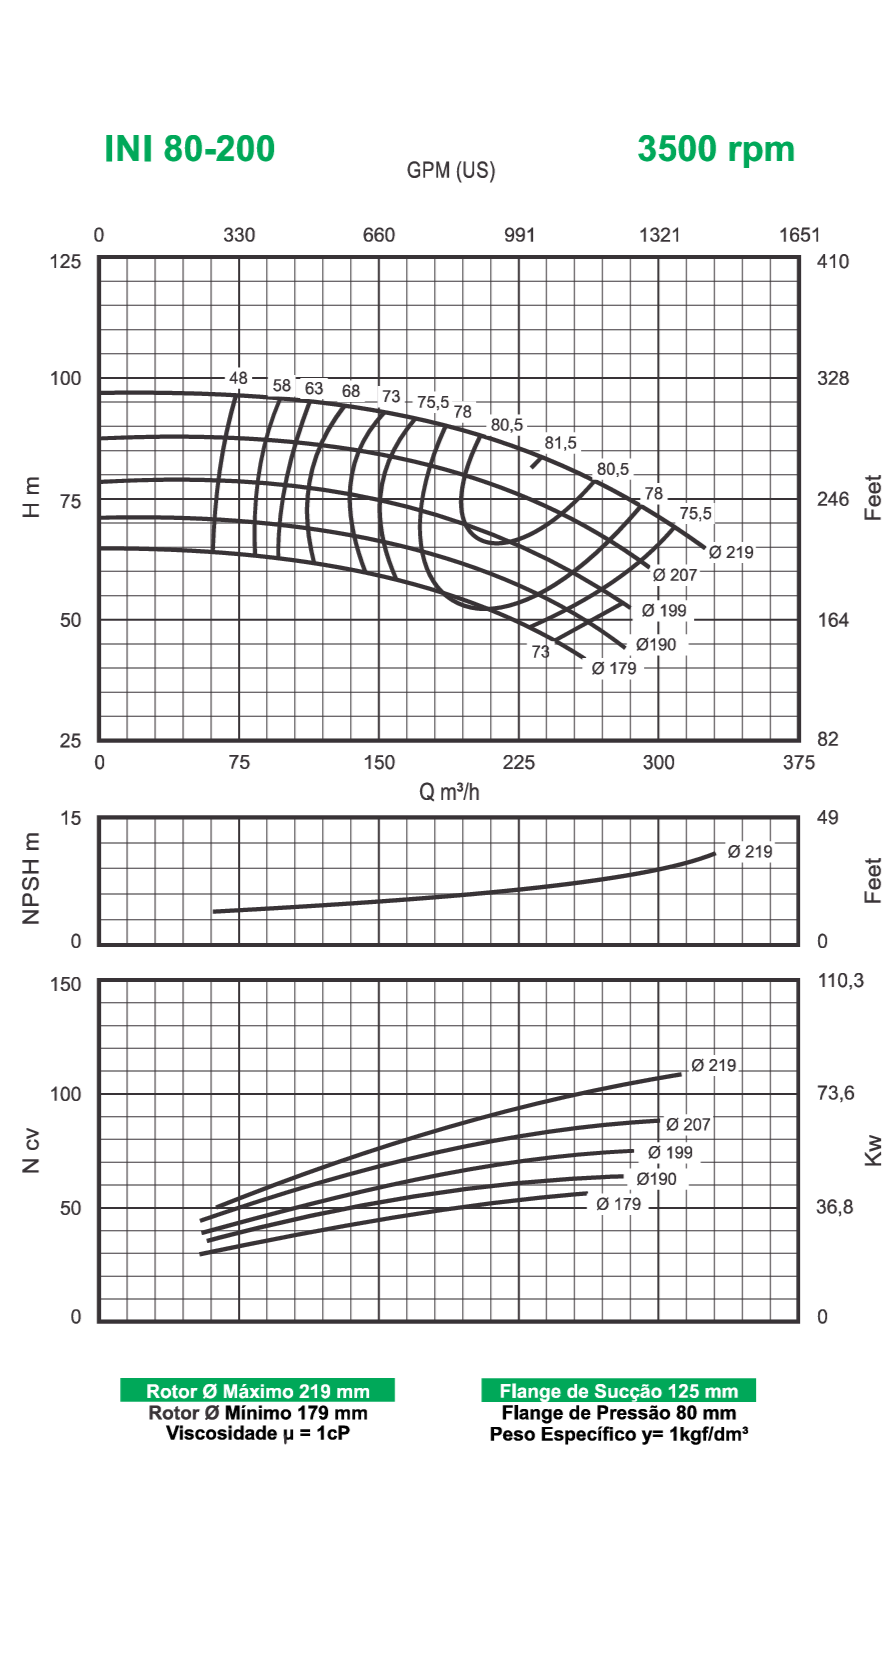 INI 80-200 3500 rpm
GPM (US)
0 330 660 991 1321 1651
125 410
100 328
48 58 63 68 73 75,5 78 80,5 81,5 80,5 78 75,5
H m 75 246 Feet
Ø 219
Ø 207
Ø 199
50 164
Ø190
73 Ø 179
25 82
0 75 150 225 300 375
Q m³/h
15 49
NPSH m Ø 219 Feet
0 0
150 110,3
Ø 219
100 73,6
Ø 207
N cv Ø 199 Kw
Ø190
Ø 179
50 36,8
0 0
Rotor Ø Máximo 219 mm
Rotor Ø Mínimo 179 mm
Viscosidade μ = 1cP
Flange de Sucção 125 mm
Flange de Pressão 80 mm
Peso Específico y= 1kgf/dm³